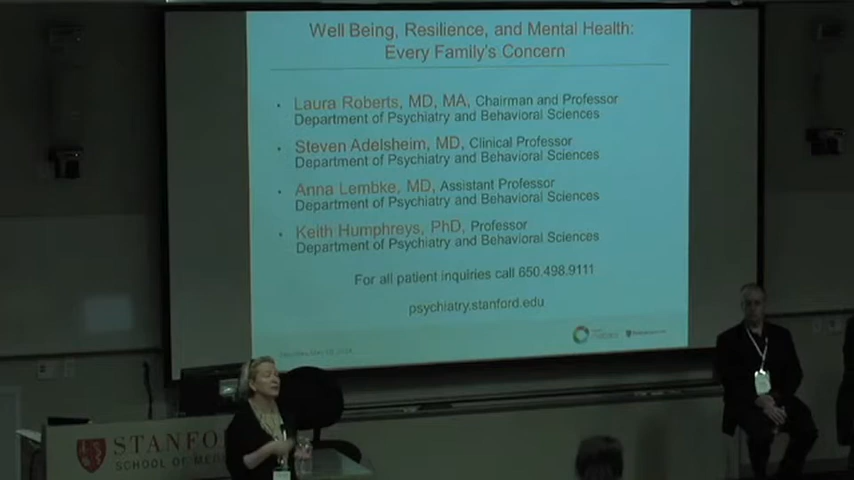 Well Being, Resilience, and Mental Health:
Every Family's Concern
• Laura Roberts, MD, MA, Chairman and Professor
Department of Psychiatry and Behavioral Sciences
• Steven Adelsheim, MD, Clinical Professor
Department of Psychiatry and Behavioral Sciences
• Anna Lembke, MD, Assistant Professor
Department of Psychiatry and Behavioral Sciences
• Keith Humphreys, PhD, Professor
Department of Psychiatry and Behavioral Sciences
For all patient inquiries call 650.498.9111
psychiatry.stanford.edu
STANFO
SCHOOL OF ME